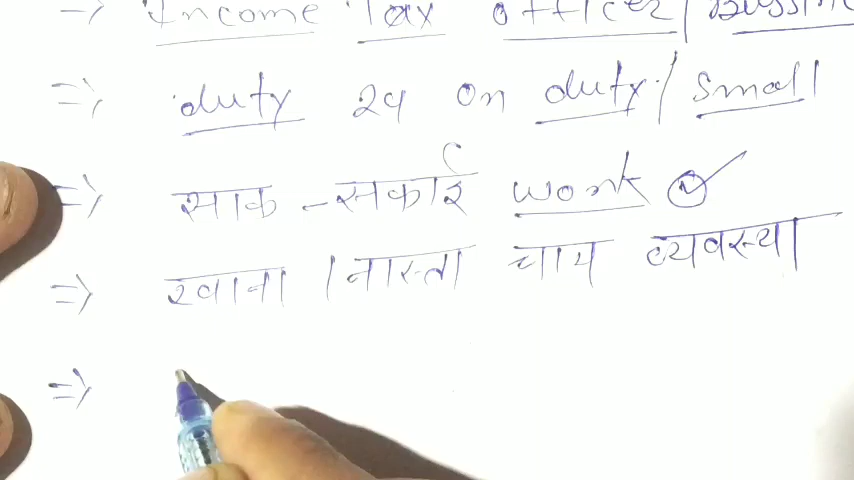 -> Income Tax officer/
=> duty 24 on duty / small
=> साफ -सफाई work
=> खाना / नास्ता चाय व्यवस्था
=>